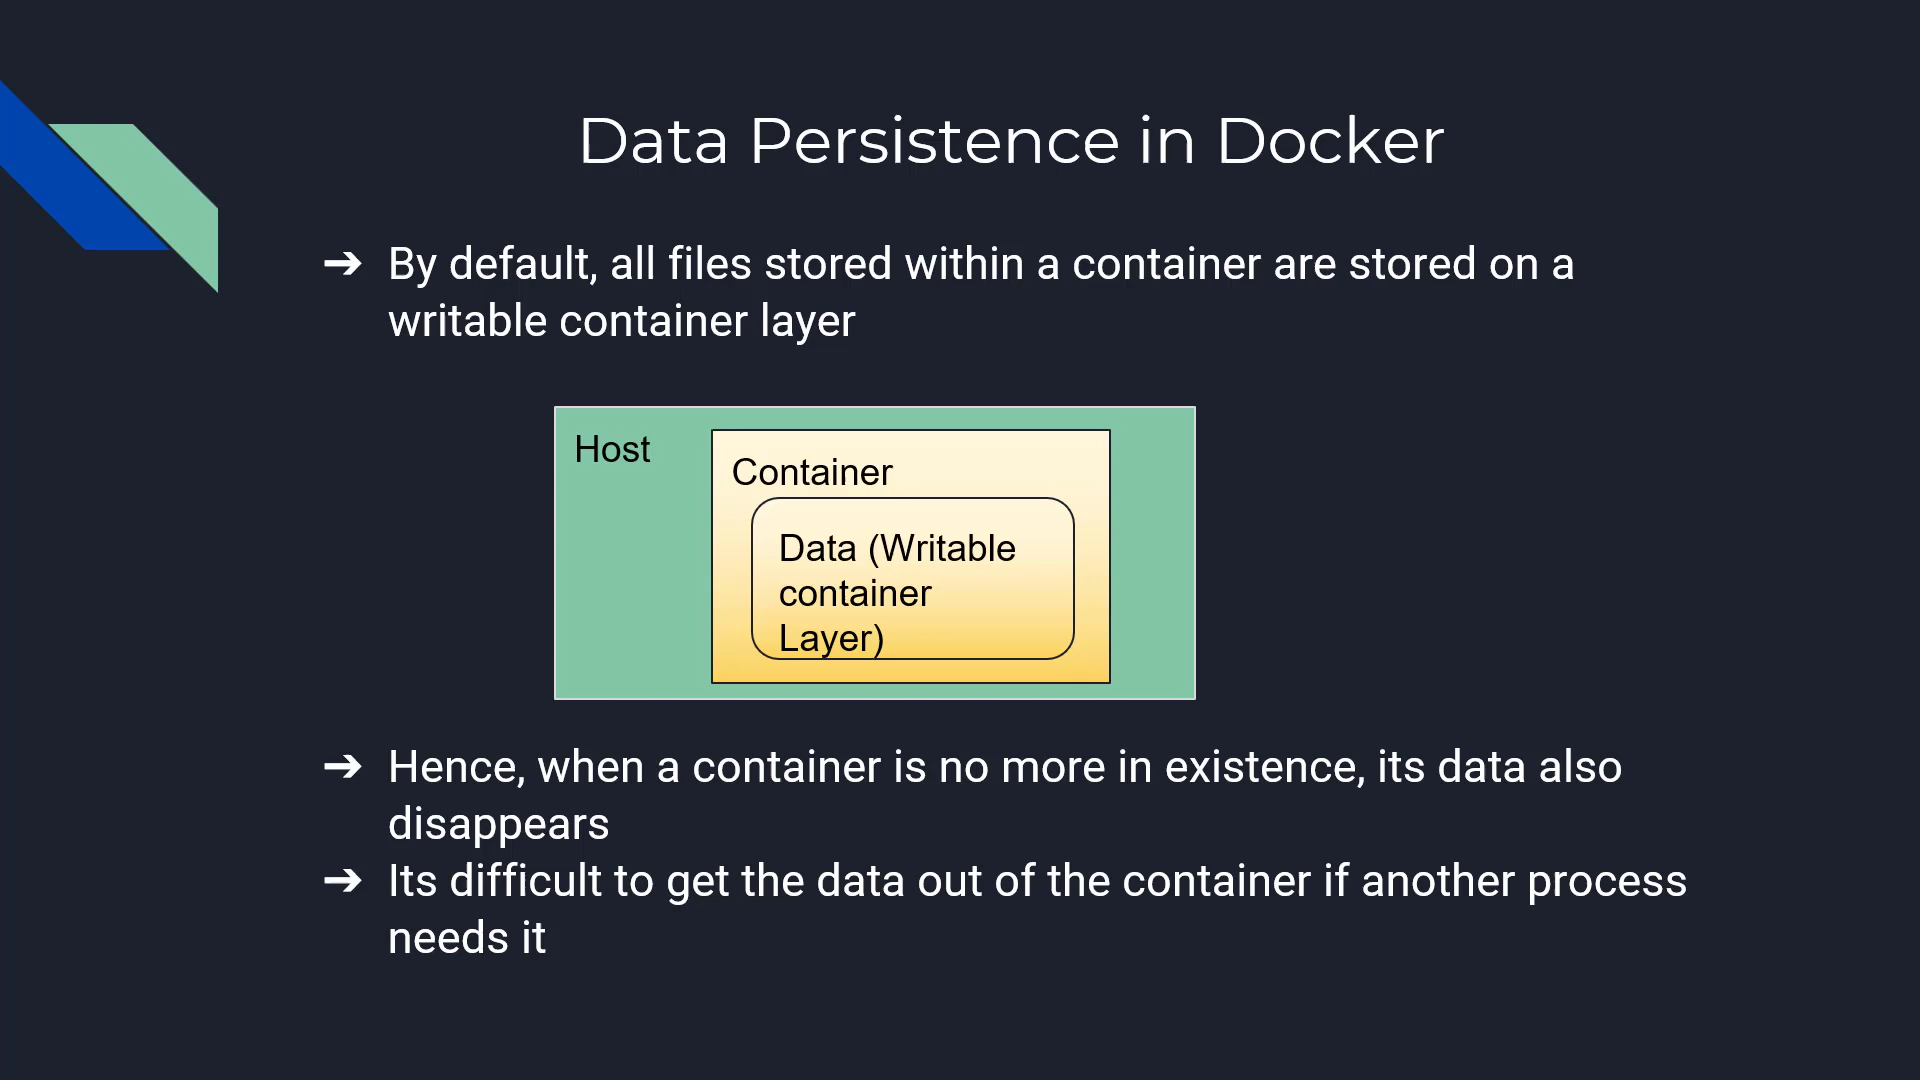 Data Persistence in Docker
➔ By default, all files stored within a container are stored on a
writable container layer
Host
Container
Data (Writable
container
Layer)
➔ Hence, when a container is no more in existence, its data also
disappears
➔ Its difficult to get the data out of the container if another process
needs it